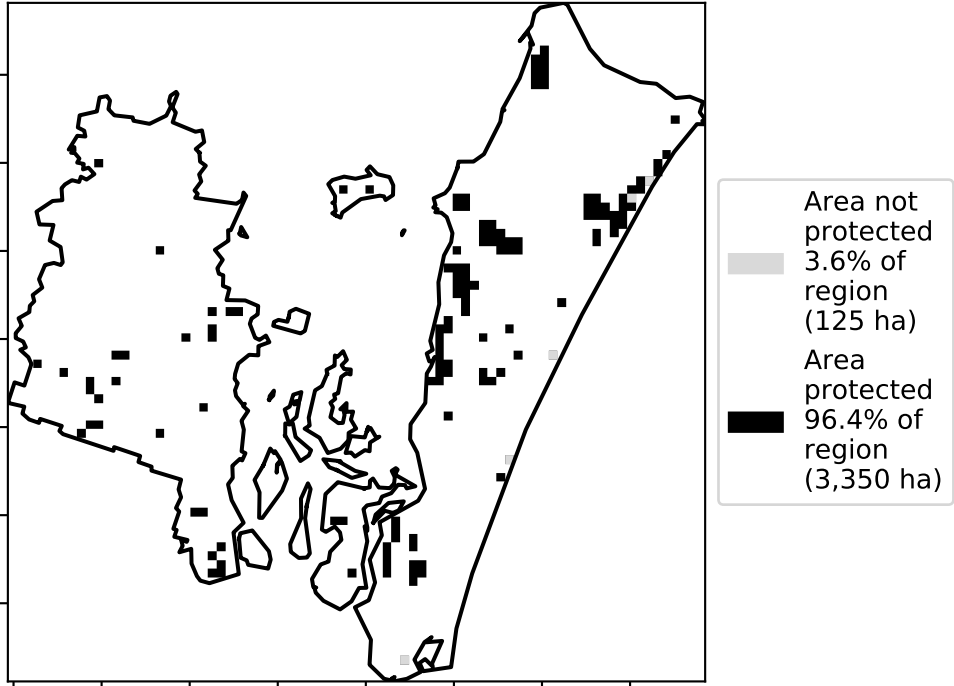 Area not
protected
3.6% of
region
(125 ha)
Area
protected
96.4% of
region
(3,350 ha)